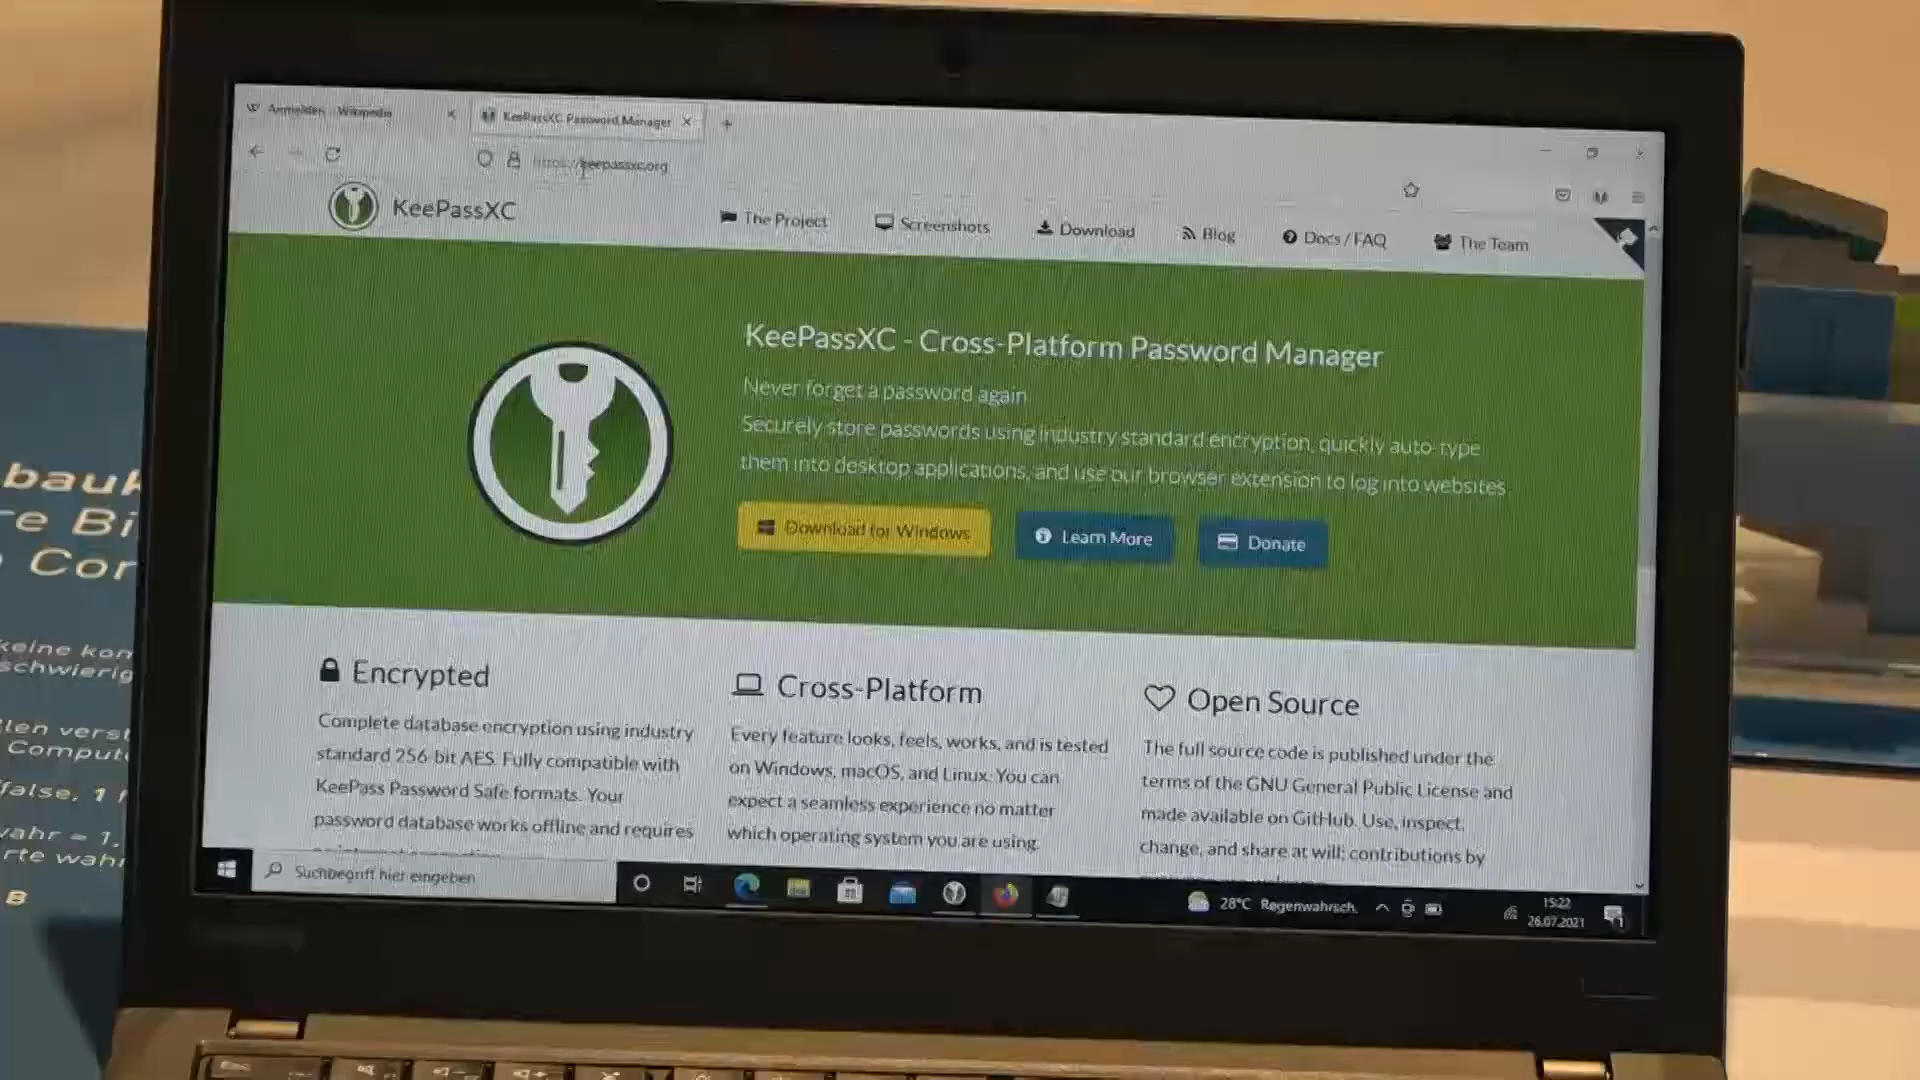 Anmelden - Wikipedia
KeePassXC Password Manager
https://keepassxc.org
KeePassXC
The Project
Screenshots
Download
Blog
Docs / FAQ
The Team
KeePassXC - Cross-Platform Password Manager
Never forget a password again
Securely store passwords using industry standard encryption, quickly auto-type
them into desktop applications, and use our browser extension to log into websites
Download for Windows
Learn More
Donate
Encrypted
Complete database encryption using industry
standard 256-bit AES. Fully compatible with
KeePass Password Safe formats. Your
password database works offline and requires
Cross-Platform
Every feature looks, feels, works, and is tested
on Windows, macOS, and Linux. You can
expect a seamless experience no matter
which operating system you are using.
Open Source
The full source code is published under the
terms of the GNU General Public License and
made available on GitHub. Use, inspect,
change, and share at will; contributions by
Suchbegriff hier eingeben
28°C Regenwahrsch.
15:22
26.07.2021
1
bauk
re Bi
Cor
keine kom
schwierig
len verst
Comput
false, 1
wahr = 1,
rte wahr
B